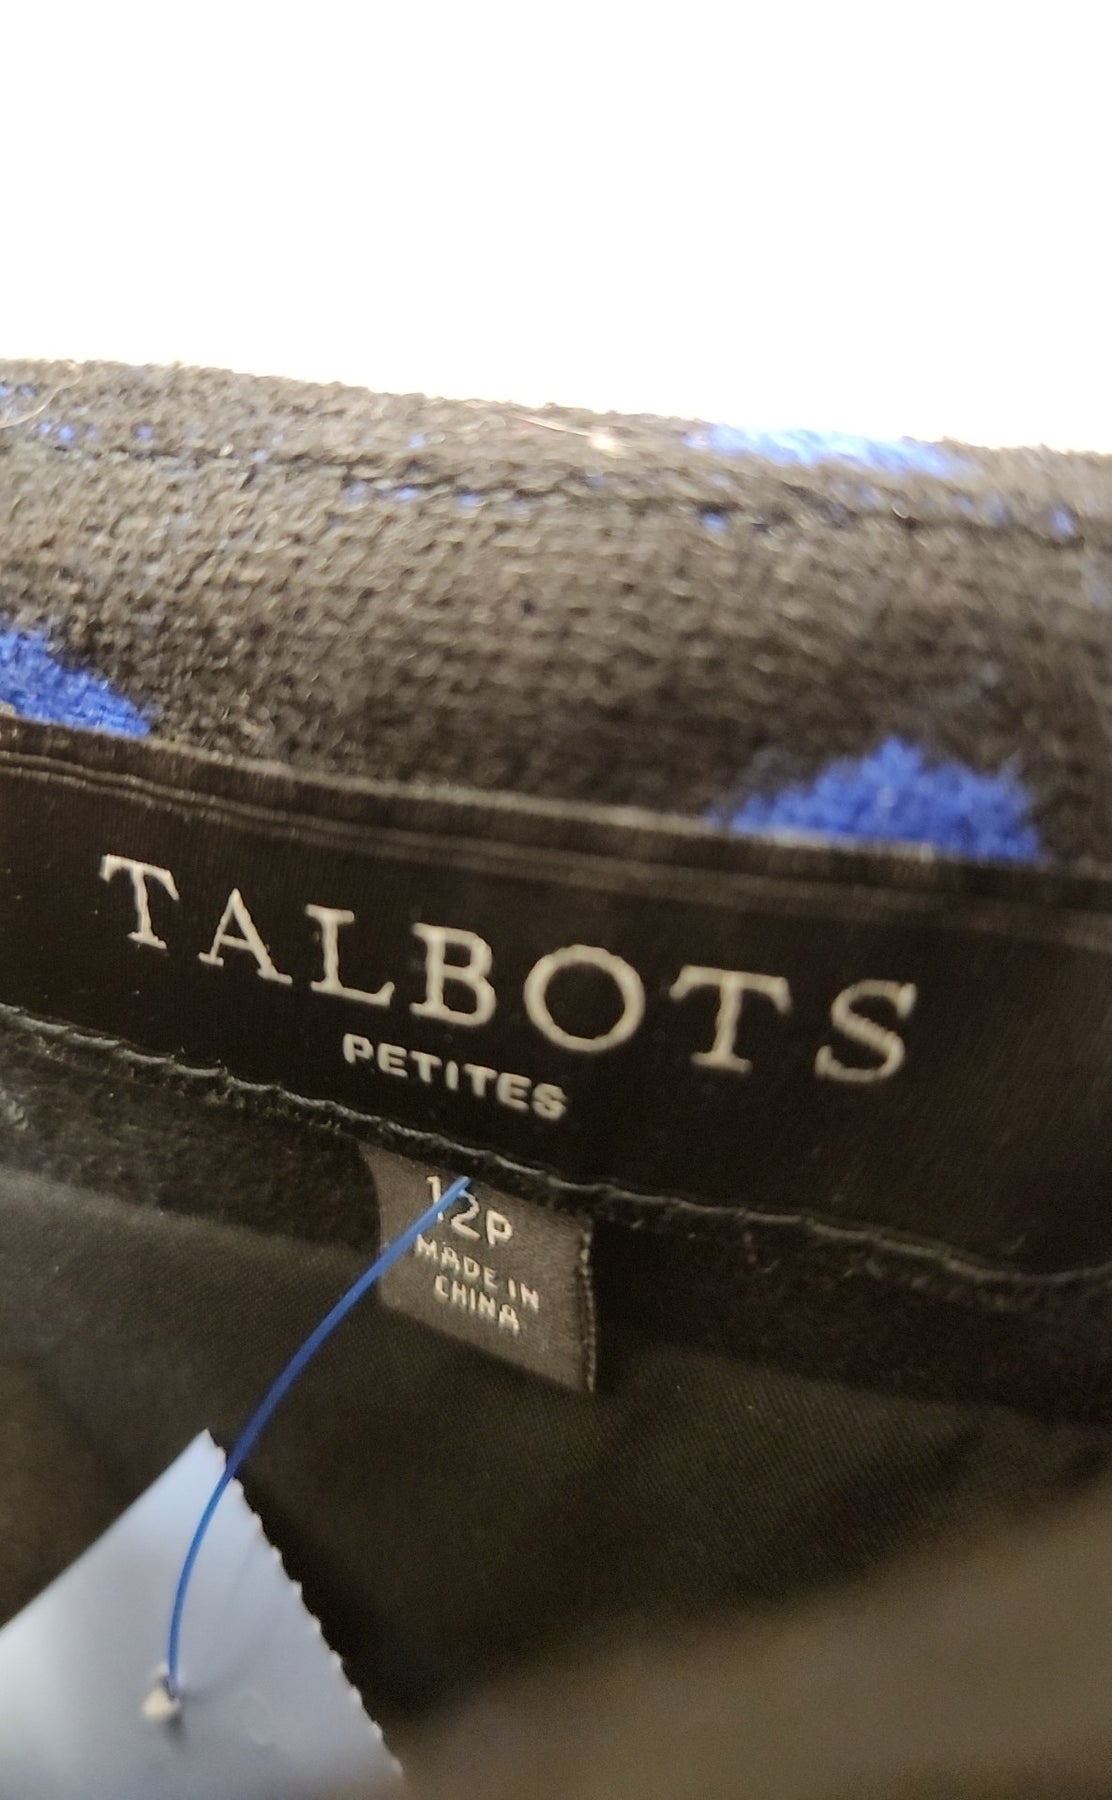 TALBOTS
PETITES
12P
MADE IN
CHINA